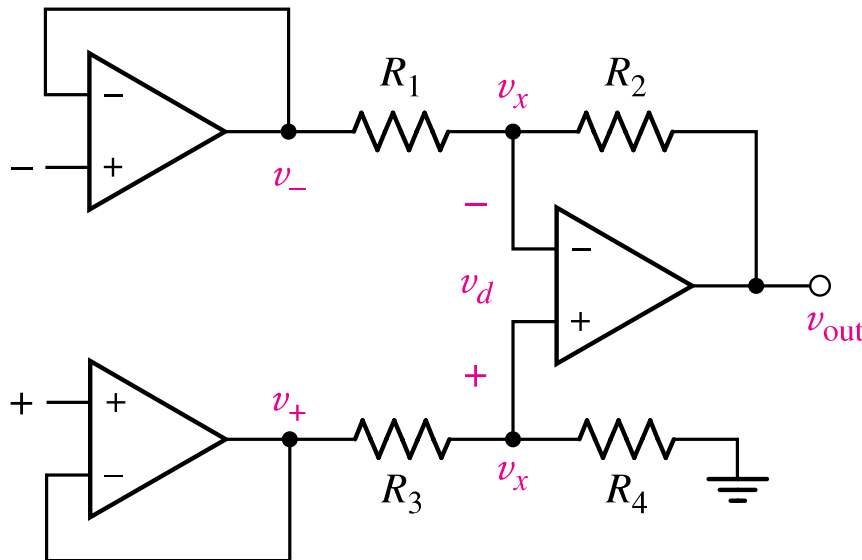 R1 vx R2
−
− +
v−
− −
vd
+
vout
+ + v+ +
−
R3 vx R4